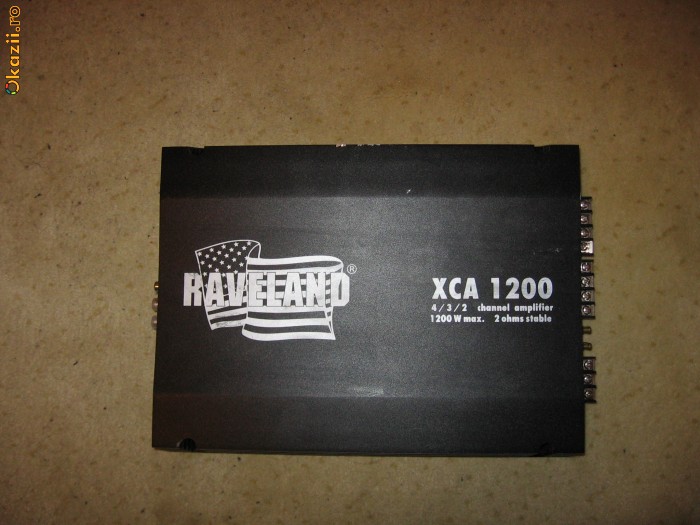 Okazii.ro
RAVELAND®
XCA 1200
4/3/2 channel amplifier
1200 W max. 2 ohms stable